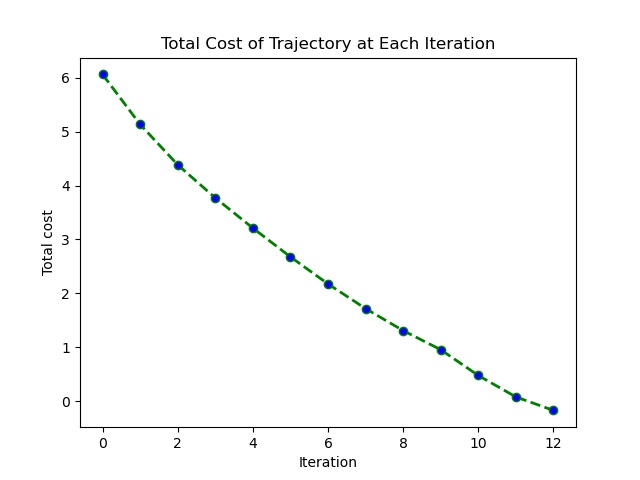 Total Cost of Trajectory at Each Iteration
6
5
4
3
2
1
0
Total cost
0 2 4 6 8 10 12
Iteration